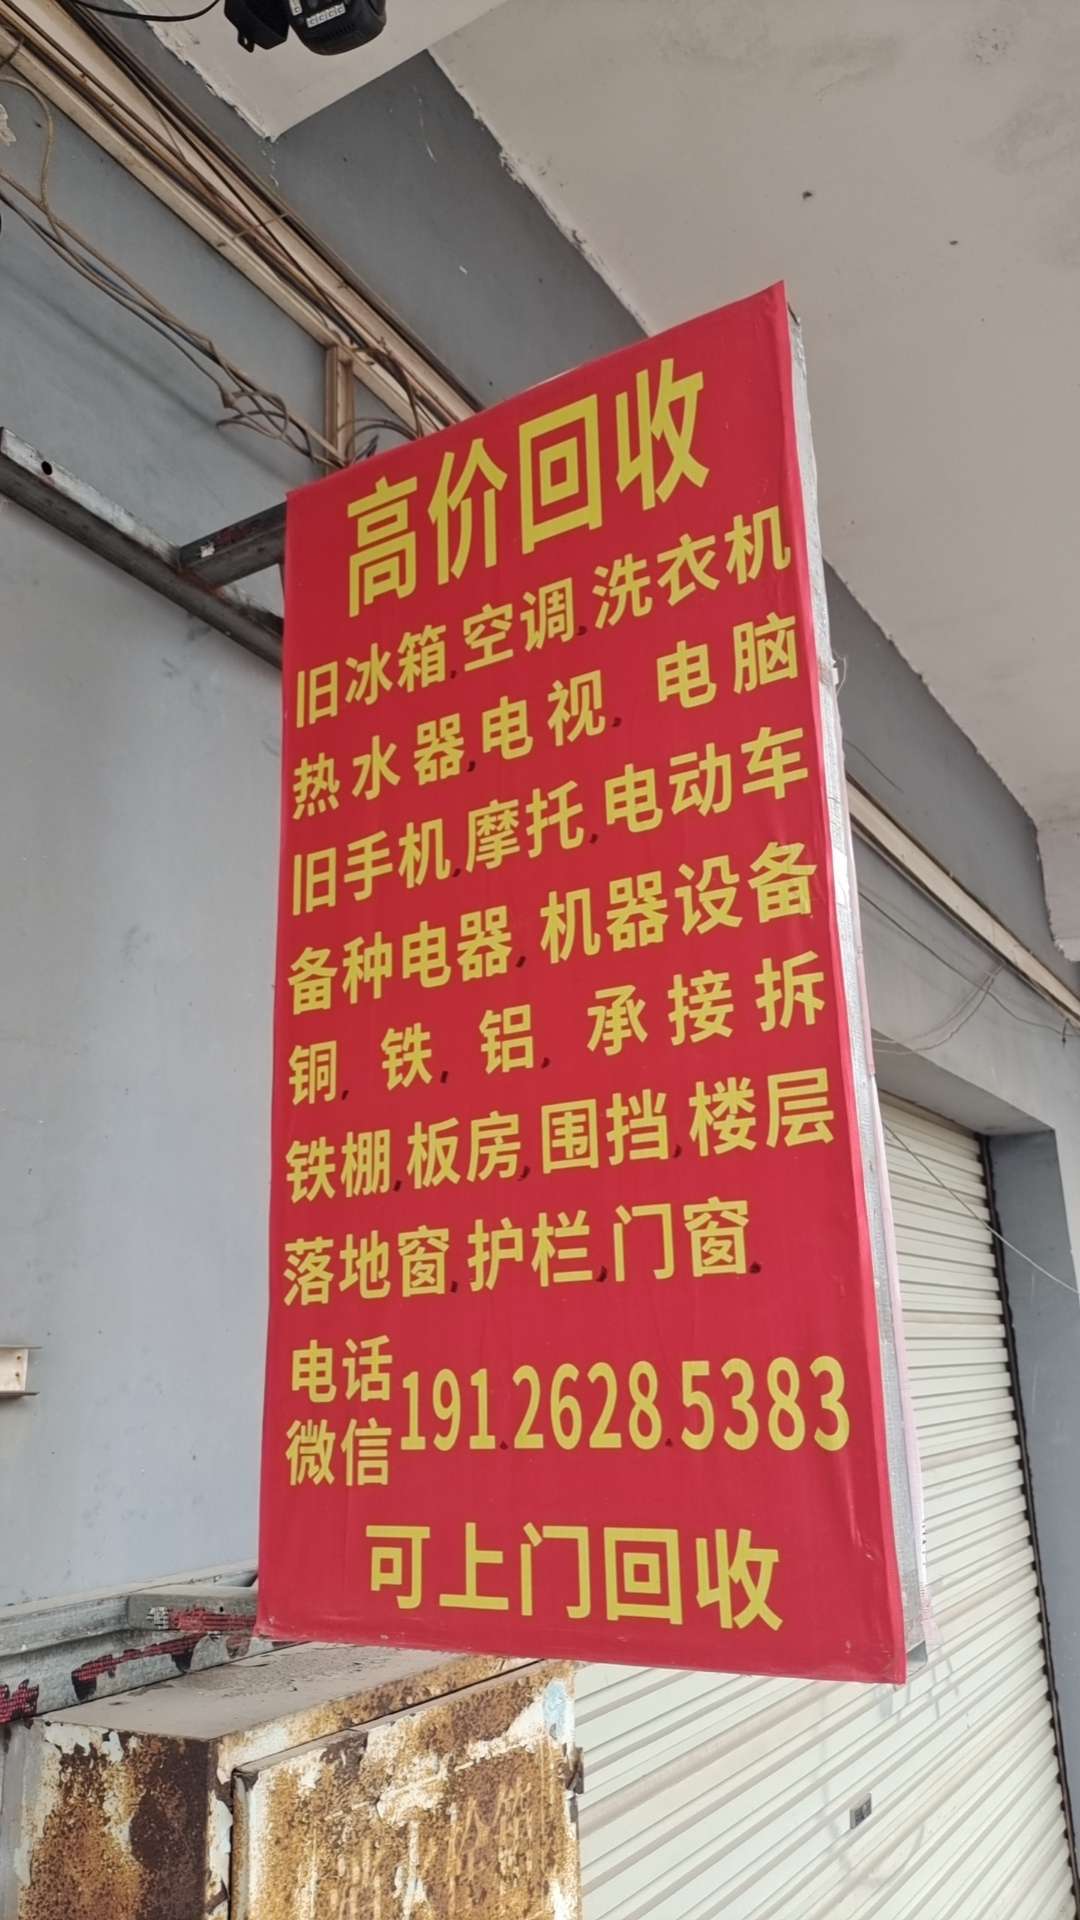 高价回收
旧冰箱,空调,洗衣机
热水器,电视,电脑
旧手机,摩托,电动车
备种电器,机器设备
铜,铁,铝,承接拆
铁棚,板房,围挡,楼层
落地窗,护栏,门窗,
电话
微信
191.2628.5383
可上门回收